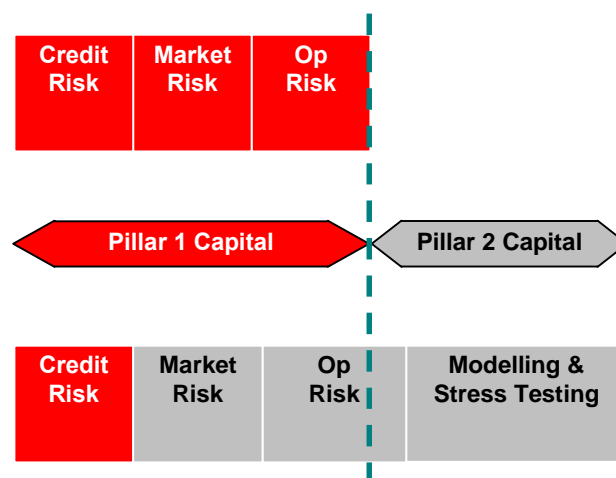 Credit
Risk
Market
Risk
Op
Risk
Pillar 1 Capital
Pillar 2 Capital
Credit
Risk
Market
Risk
Op
Risk
Modelling &
Stress Testing